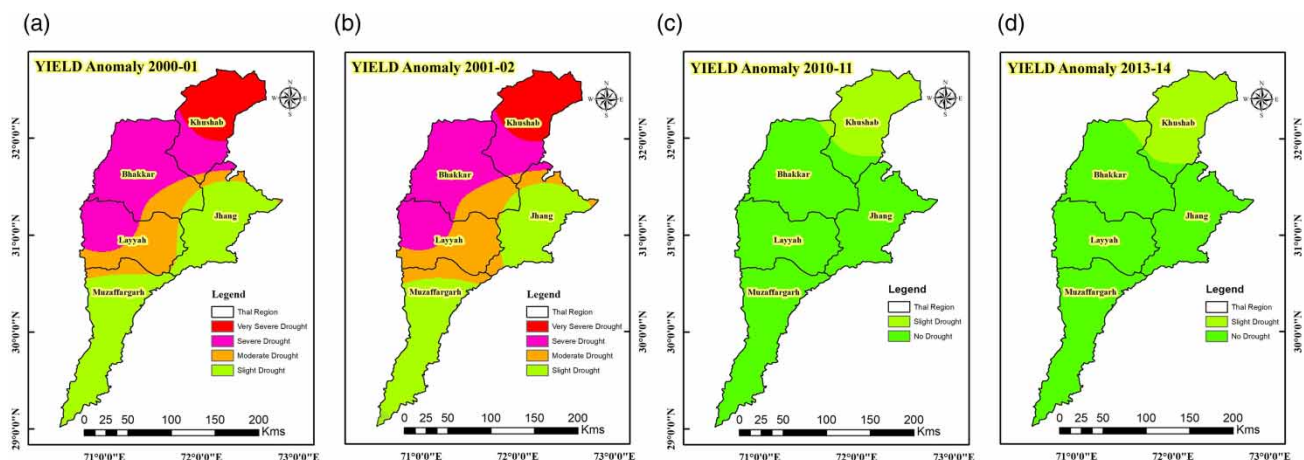 (a)
YIELD Anomaly 2000-01
N
W E
S
Khushab
Bhakkar
Jhang
Layyah
Muzaffargarh
Legend
Thal Region
Very Severe Drought
Severe Drought
Moderate Drought
Slight Drought
0 25 50 100 150 200
Kms
32°0'0"N
31°0'0"N
30°0'0"N
29°0'0"N
71°0'0"E 72°0'0"E 73°0'0"E
(b)
YIELD Anomaly 2001-02
N
W E
S
Khushab
Bhakkar
Jhang
Layyah
Muzaffargarh
Legend
Thal Region
Very Severe Drought
Severe Drought
Moderate Drought
Slight Drought
0 25 50 100 150 200
Kms
32°0'0"N
31°0'0"N
30°0'0"N
29°0'0"N
71°0'0"E 72°0'0"E 73°0'0"E
(c)
YIELD Anomaly 2010-11
N
W E
S
Khushab
Bhakkar
Jhang
Layyah
Muzaffargarh
Legend
Thal Region
Slight Drought
No Drought
0 25 50 100 150 200
Kms
71°0'0"E 72°0'0"E 73°0'0"E
(d)
YIELD Anomaly 2013-14
N
W E
S
Khushab
Bhakkar
Jhang
Layyah
Muzaffargarh
Legend
Thal Region
Slight Drought
No Drought
0 25 50 100 150 200
Kms
32°0'0"N
31°0'0"N
30°0'0"N
29°0'0"N
71°0'0"E 72°0'0"E 73°0'0"E